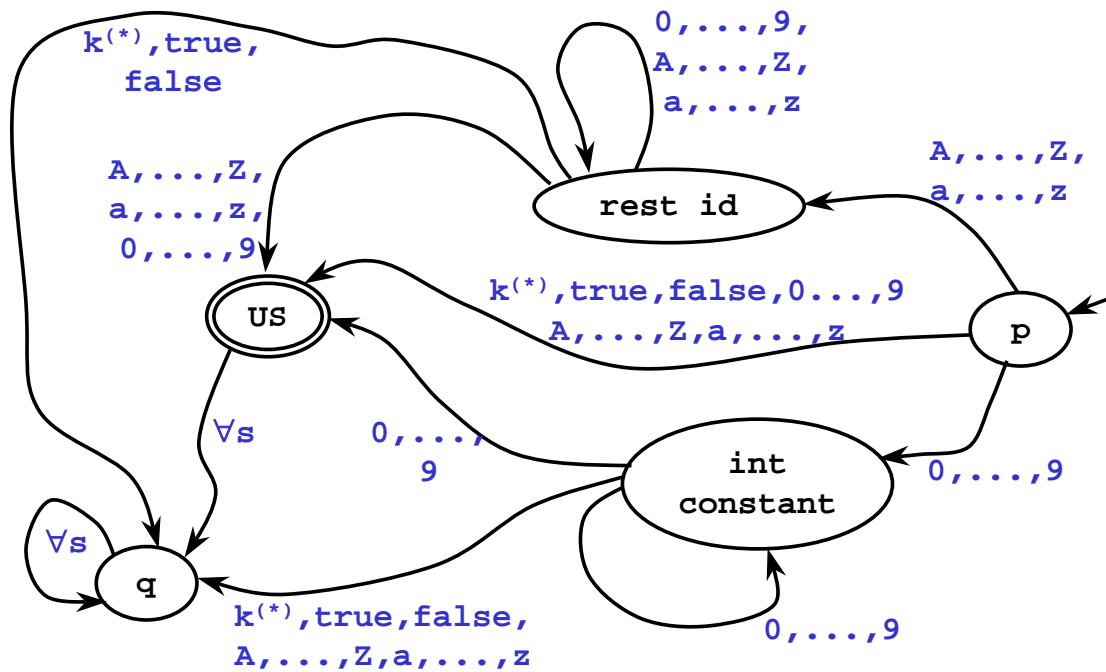 k(*),true,
false
0,...,9,
A,...,Z,
a,...,z
A,...,Z,
a,...,z
rest id
A,...,Z,
a,...,z,
0,...,9
US
k(*),true,false,0...,9
A,...,Z,a,...,z
p
∀s
0,...,
9
int
constant
0,...,9
∀s
q
k(*),true,false,
A,...,Z,a,...,z
0,...,9